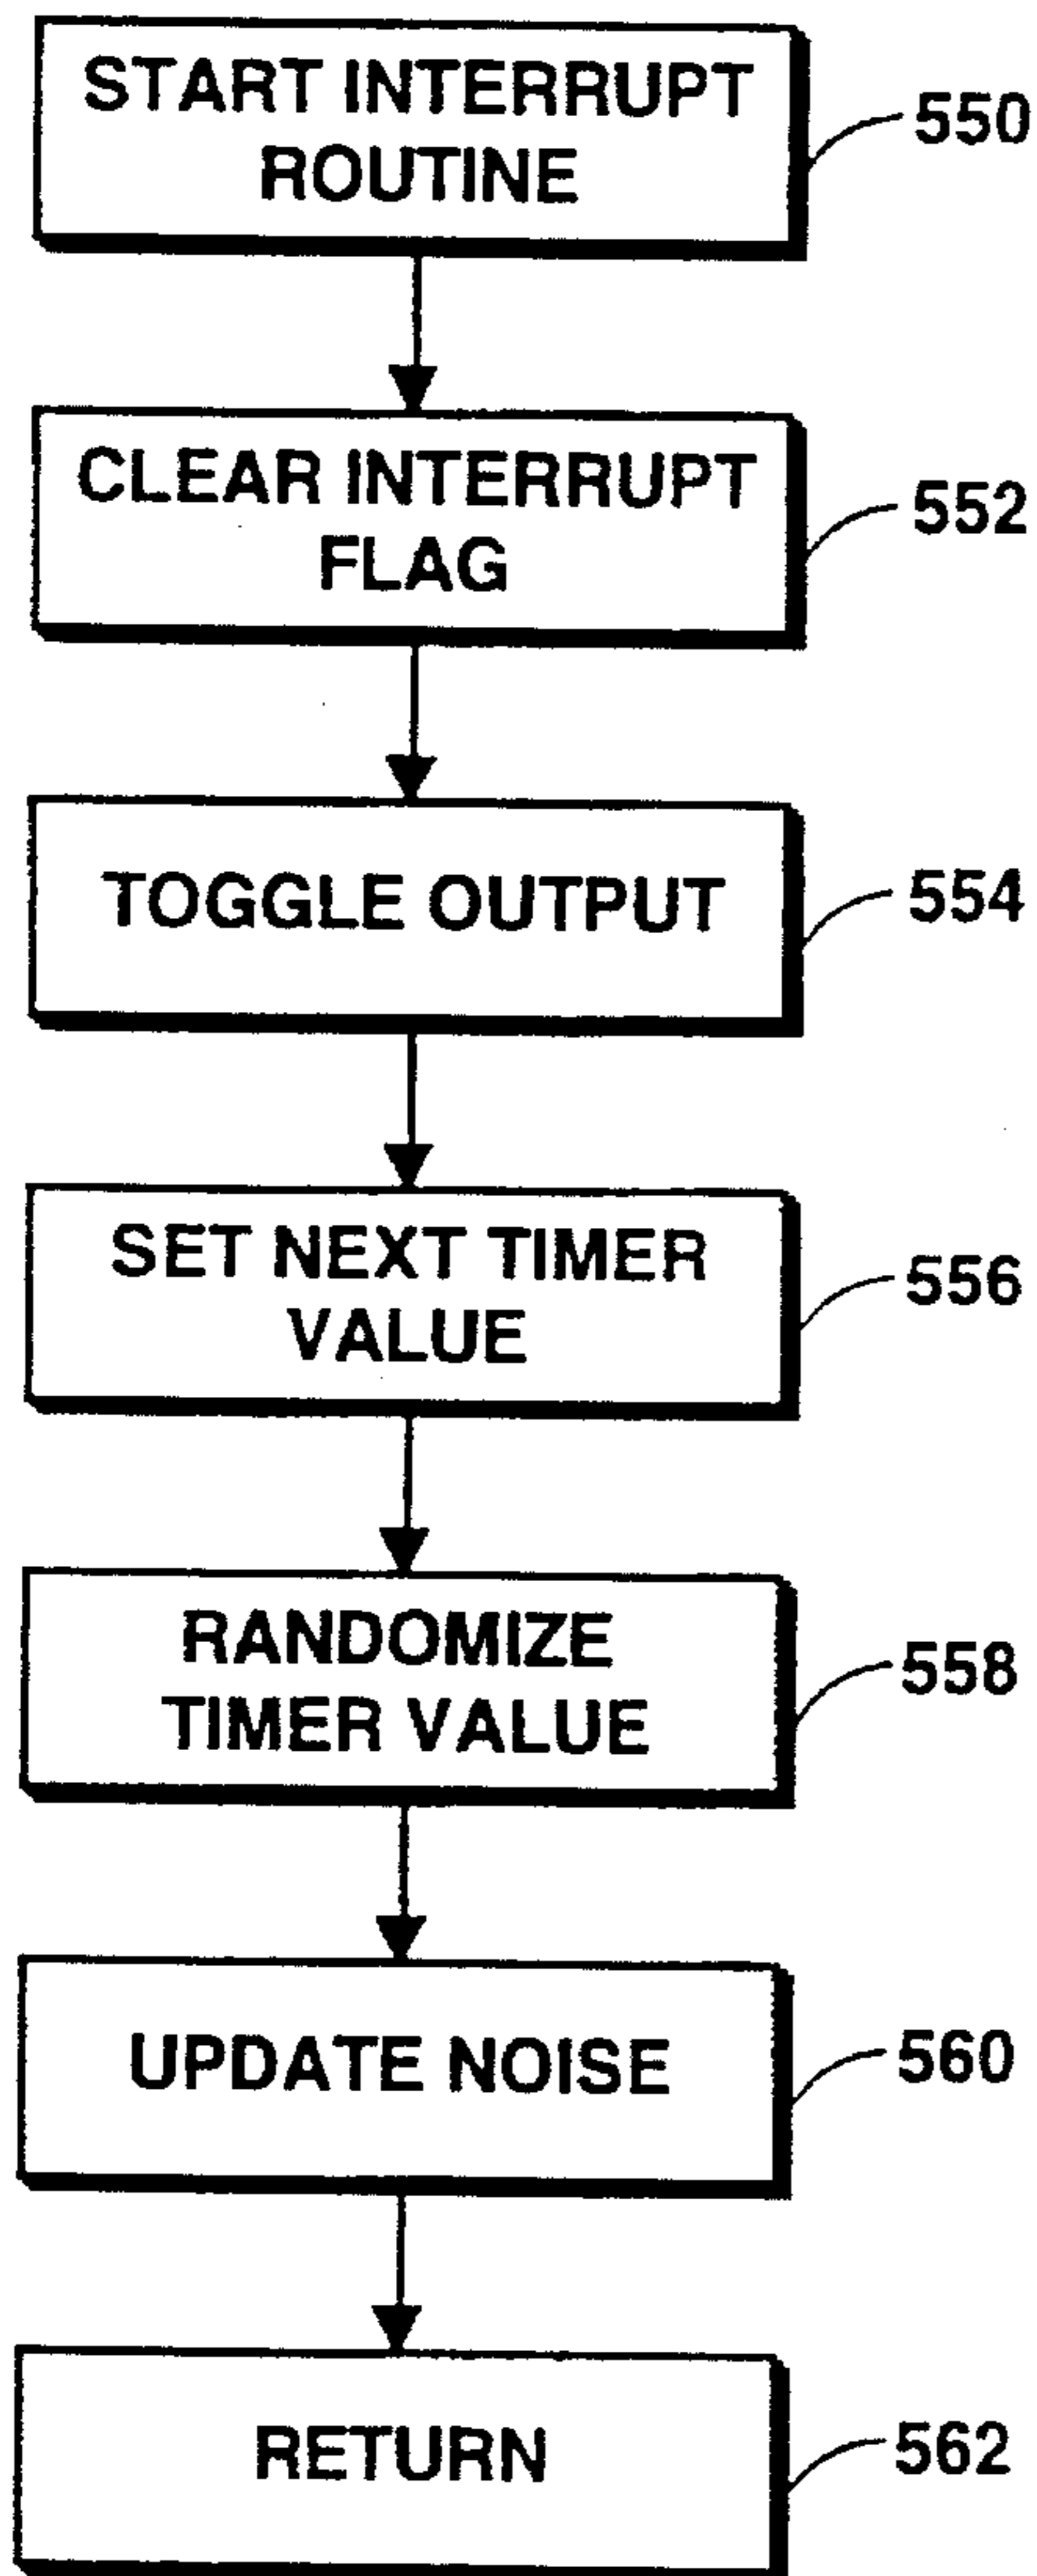 START INTERRUPT
ROUTINE
550
CLEAR INTERRUPT
FLAG
552
TOGGLE OUTPUT
554
SET NEXT TIMER
VALUE
556
RANDOMIZE
TIMER VALUE
558
UPDATE NOISE
560
RETURN
562